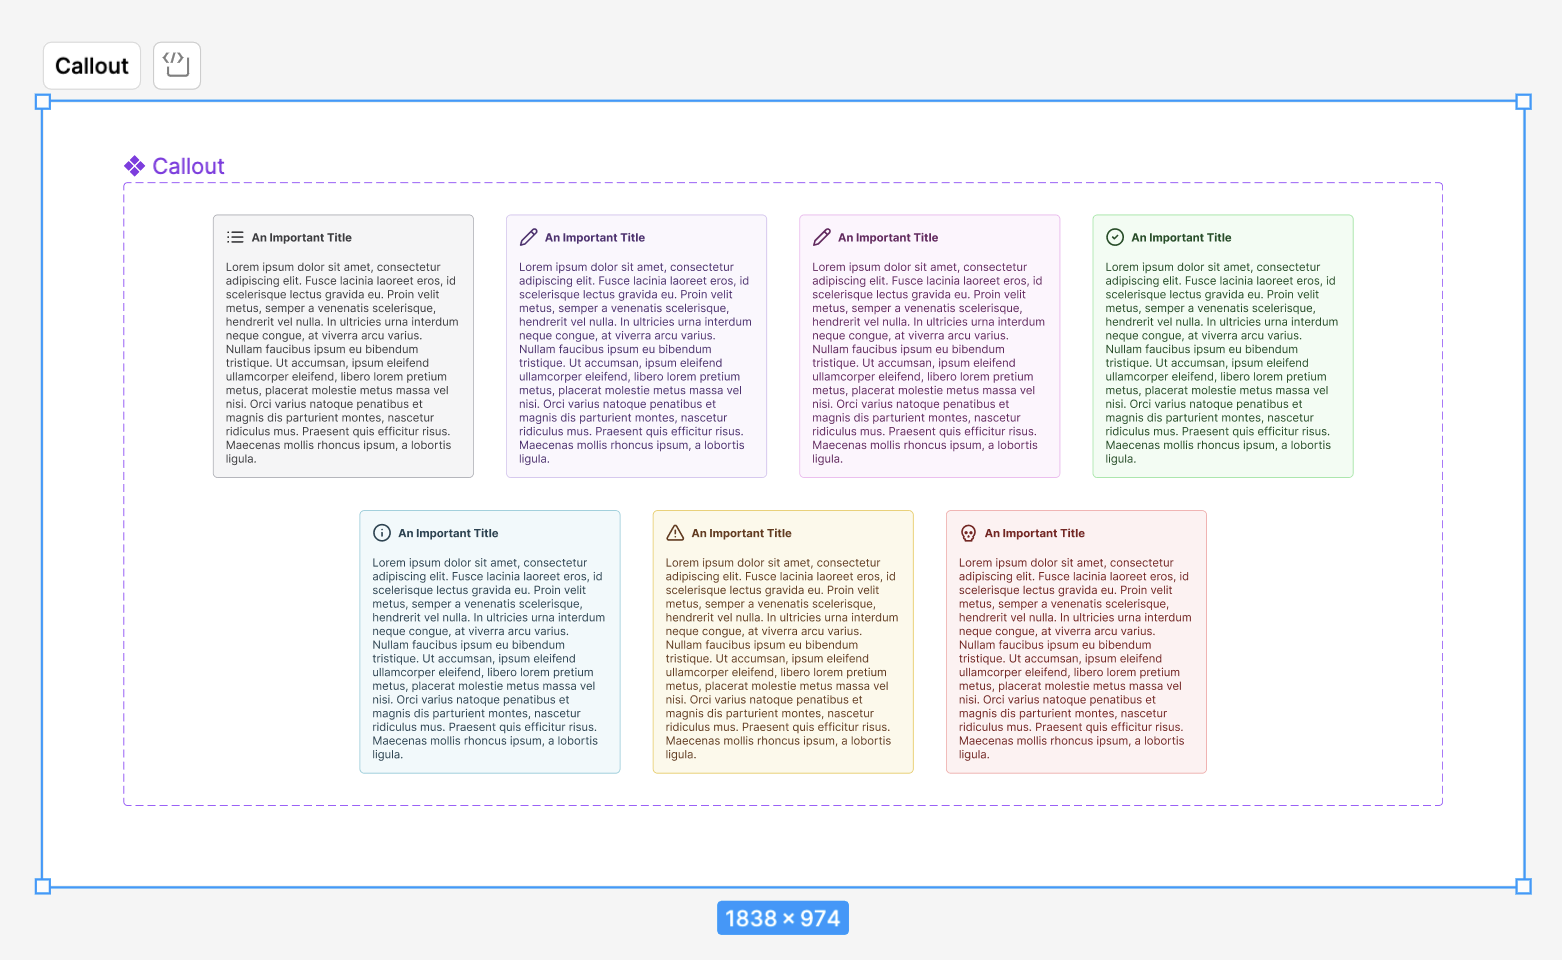 Callout
Callout
An Important Title
Lorem ipsum dolor sit amet, consectetur
adipiscing elit. Fusce lacinia laoreet eros, id
scelerisque lectus gravida eu. Proin velit
metus, semper a venenatis scelerisque,
hendrerit vel nulla. In ultricies urna interdum
neque congue, at viverra arcu varius.
Nullam faucibus ipsum eu bibendum
tristique. Ut accumsan, ipsum eleifend
ullamcorper eleifend, libero lorem pretium
metus, placerat molestie metus massa vel
nisi. Orci varius natoque penatibus et
magnis dis parturient montes, nascetur
ridiculus mus. Praesent quis efficitur risus.
Maecenas mollis rhoncus ipsum, a lobortis
ligula.
An Important Title
Lorem ipsum dolor sit amet, consectetur
adipiscing elit. Fusce lacinia laoreet eros, id
scelerisque lectus gravida eu. Proin velit
metus, semper a venenatis scelerisque,
hendrerit vel nulla. In ultricies urna interdum
neque congue, at viverra arcu varius.
Nullam faucibus ipsum eu bibendum
tristique. Ut accumsan, ipsum eleifend
ullamcorper eleifend, libero lorem pretium
metus, placerat molestie metus massa vel
nisi. Orci varius natoque penatibus et
magnis dis parturient montes, nascetur
ridiculus mus. Praesent quis efficitur risus.
Maecenas mollis rhoncus ipsum, a lobortis
ligula.
An Important Title
Lorem ipsum dolor sit amet, consectetur
adipiscing elit. Fusce lacinia laoreet eros, id
scelerisque lectus gravida eu. Proin velit
metus, semper a venenatis scelerisque,
hendrerit vel nulla. In ultricies urna interdum
neque congue, at viverra arcu varius.
Nullam faucibus ipsum eu bibendum
tristique. Ut accumsan, ipsum eleifend
ullamcorper eleifend, libero lorem pretium
metus, placerat molestie metus massa vel
nisi. Orci varius natoque penatibus et
magnis dis parturient montes, nascetur
ridiculus mus. Praesent quis efficitur risus.
Maecenas mollis rhoncus ipsum, a lobortis
ligula.
An Important Title
Lorem ipsum dolor sit amet, consectetur
adipiscing elit. Fusce lacinia laoreet eros, id
scelerisque lectus gravida eu. Proin velit
metus, semper a venenatis scelerisque,
hendrerit vel nulla. In ultricies urna interdum
neque congue, at viverra arcu varius.
Nullam faucibus ipsum eu bibendum
tristique. Ut accumsan, ipsum eleifend
ullamcorper eleifend, libero lorem pretium
metus, placerat molestie metus massa vel
nisi. Orci varius natoque penatibus et
magnis dis parturient montes, nascetur
ridiculus mus. Praesent quis efficitur risus.
Maecenas mollis rhoncus ipsum, a lobortis
ligula.
An Important Title
Lorem ipsum dolor sit amet, consectetur
adipiscing elit. Fusce lacinia laoreet eros, id
scelerisque lectus gravida eu. Proin velit
metus, semper a venenatis scelerisque,
hendrerit vel nulla. In ultricies urna interdum
neque congue, at viverra arcu varius.
Nullam faucibus ipsum eu bibendum
tristique. Ut accumsan, ipsum eleifend
ullamcorper eleifend, libero lorem pretium
metus, placerat molestie metus massa vel
nisi. Orci varius natoque penatibus et
magnis dis parturient montes, nascetur
ridiculus mus. Praesent quis efficitur risus.
Maecenas mollis rhoncus ipsum, a lobortis
ligula.
An Important Title
Lorem ipsum dolor sit amet, consectetur
adipiscing elit. Fusce lacinia laoreet eros, id
scelerisque lectus gravida eu. Proin velit
metus, semper a venenatis scelerisque,
hendrerit vel nulla. In ultricies urna interdum
neque congue, at viverra arcu varius.
Nullam faucibus ipsum eu bibendum
tristique. Ut accumsan, ipsum eleifend
ullamcorper eleifend, libero lorem pretium
metus, placerat molestie metus massa vel
nisi. Orci varius natoque penatibus et
magnis dis parturient montes, nascetur
ridiculus mus. Praesent quis efficitur risus.
Maecenas mollis rhoncus ipsum, a lobortis
ligula.
An Important Title
Lorem ipsum dolor sit amet, consectetur
adipiscing elit. Fusce lacinia laoreet eros, id
scelerisque lectus gravida eu. Proin velit
metus, semper a venenatis scelerisque,
hendrerit vel nulla. In ultricies urna interdum
neque congue, at viverra arcu varius.
Nullam faucibus ipsum eu bibendum
tristique. Ut accumsan, ipsum eleifend
ullamcorper eleifend, libero lorem pretium
metus, placerat molestie metus massa vel
nisi. Orci varius natoque penatibus et
magnis dis parturient montes, nascetur
ridiculus mus. Praesent quis efficitur risus.
Maecenas mollis rhoncus ipsum, a lobortis
ligula.
1838 × 974